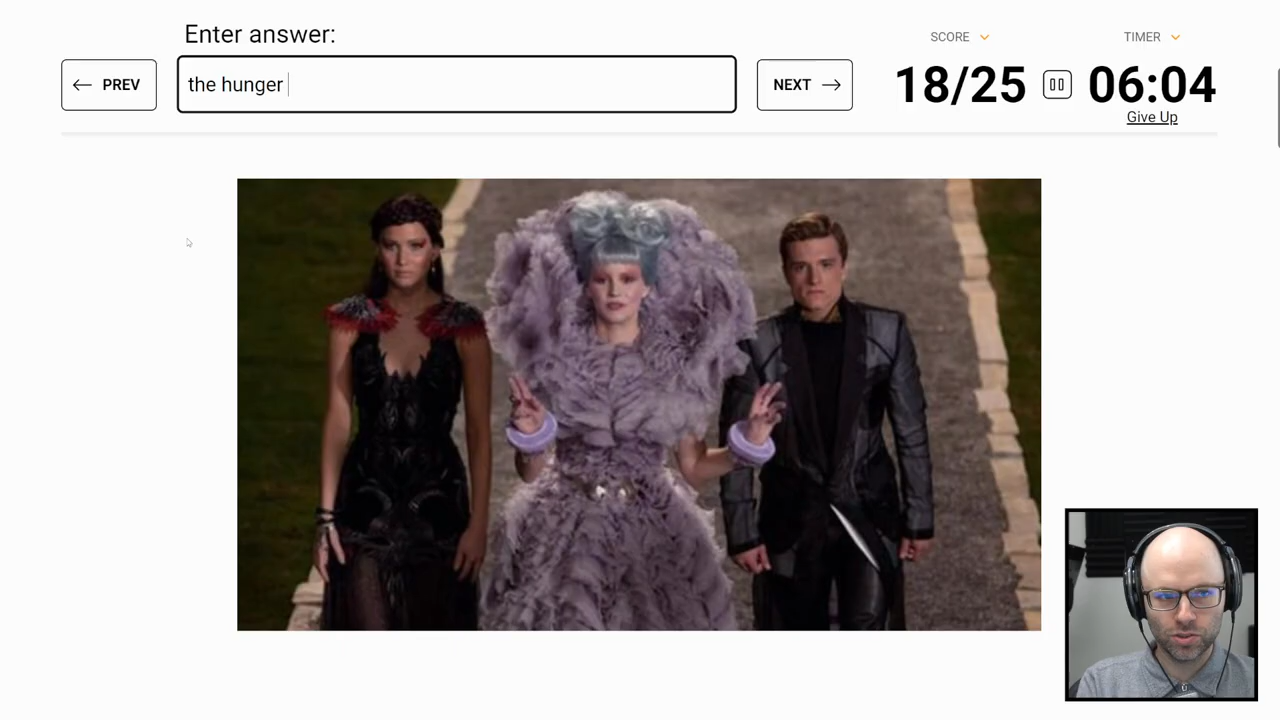 Enter answer:
SCORE
TIMER
PREV
the hunger
NEXT
18/25
06:04
Give Up